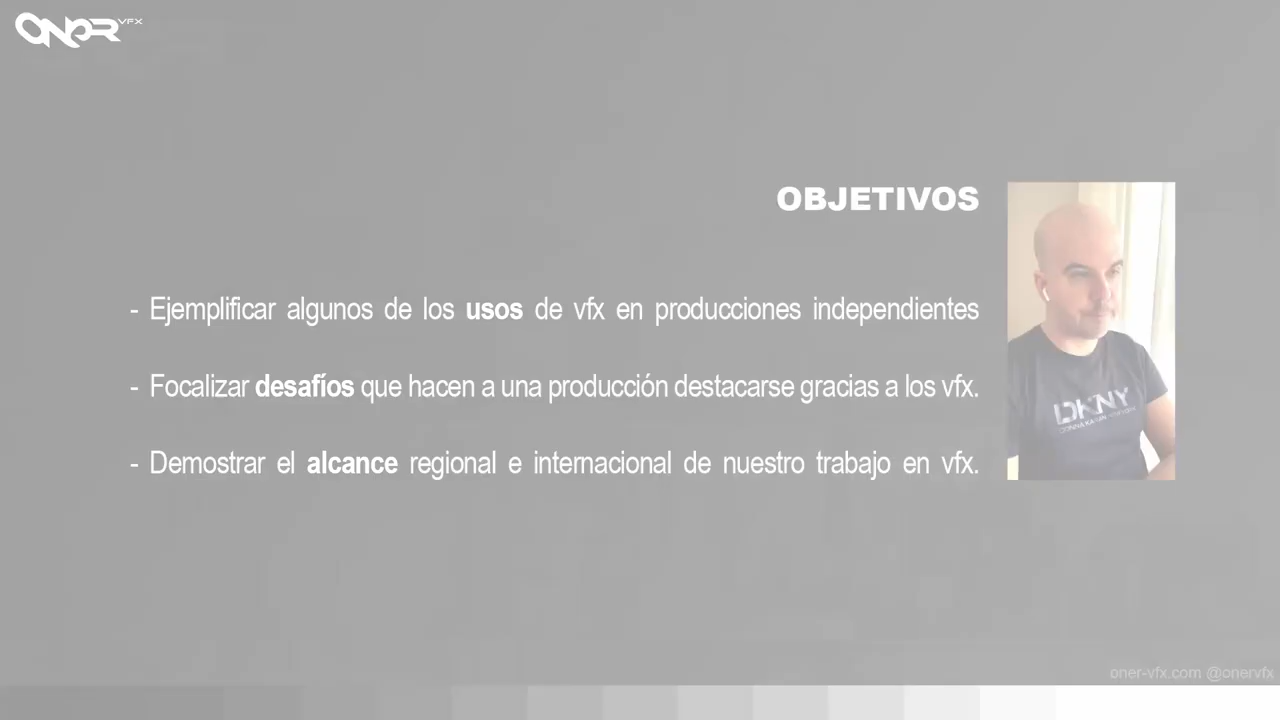 ONER VFX
OBJETIVOS
- Ejemplificar algunos de los usos de vfx en producciones independientes
- Focalizar desafíos que hacen a una producción destacarse gracias a los vfx.
- Demostrar el alcance regional e internacional de nuestro trabajo en vfx.
DKNY
oner-vfx.com @onervfx